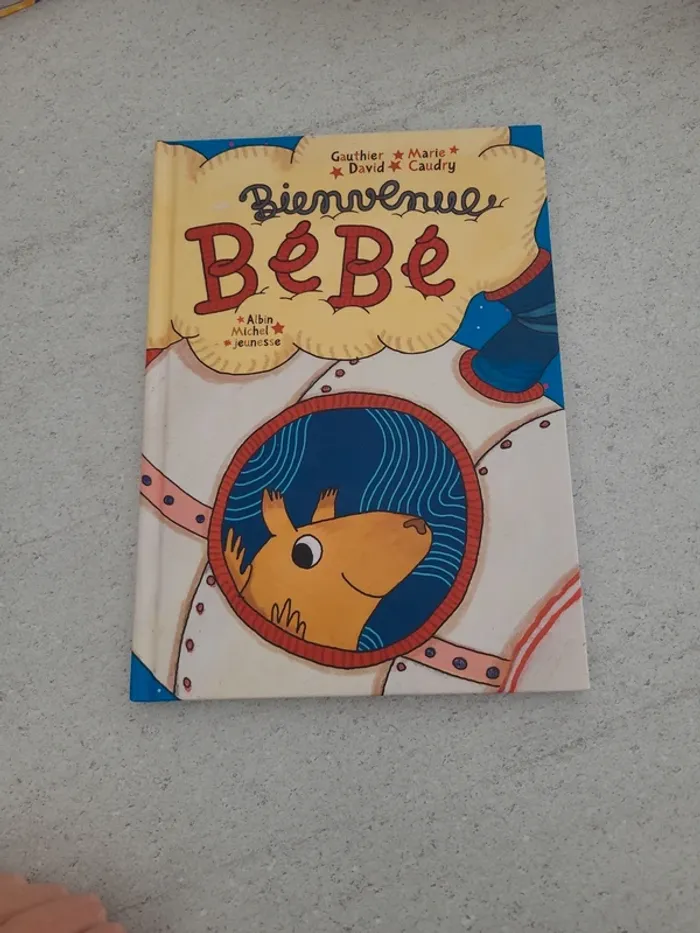 Gauthier ★ Marie ★
★ David ★ Caudry
Bienvenue
BéBé
★ Albin
Michel ★
★ jeunesse